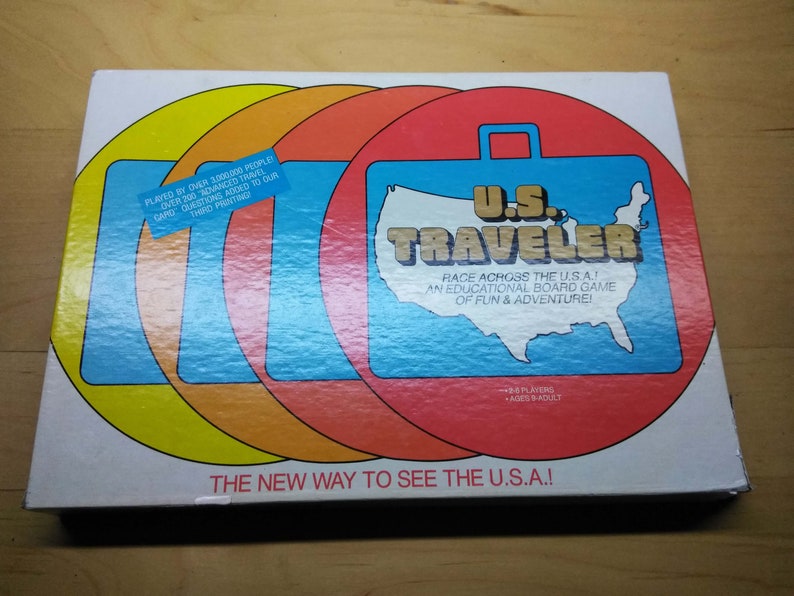 PLAYED BY OVER 3,000,000 PEOPLE!
OVER 200 "ADVANCED TRAVEL
CARD" QUESTIONS ADDED TO OUR
THIRD PRINTING!
U.S.
TRAVELER
RACE ACROSS THE U.S.A.!
AN EDUCATIONAL BOARD GAME
OF FUN & ADVENTURE!
• 2-6 PLAYERS
• AGES 9-ADULT
THE NEW WAY TO SEE THE U.S.A.!